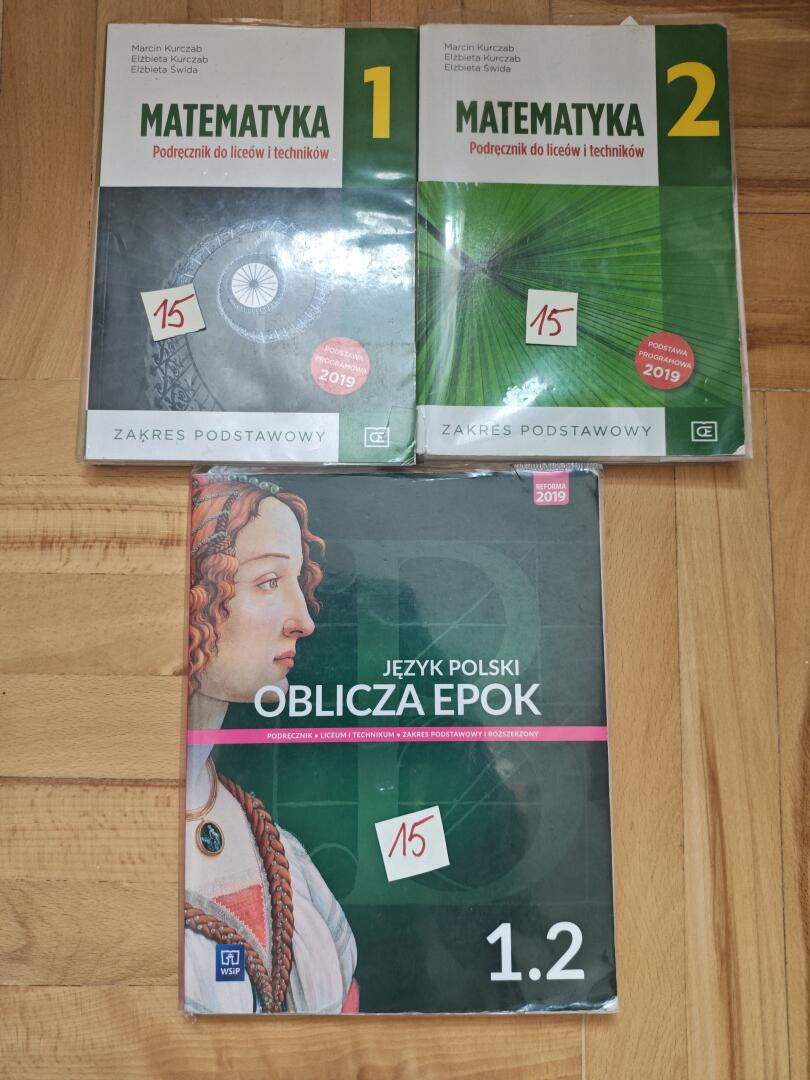 Marcin Kurczab
Elżbieta Kurczab
Elżbieta Świda
MATEMATYKA
1
Podręcznik do liceów i techników
15
PODSTAWA
PROGRAMOWA
2019
ZAKRES PODSTAWOWY
Marcin Kurczab
Elżbieta Kurczab
Elżbieta Świda
MATEMATYKA
2
Podręcznik do liceów i techników
15
PODSTAWA
PROGRAMOWA
2019
ZAKRES PODSTAWOWY
REFORMA
2019
JĘZYK POLSKI
OBLICZA EPOK
PODRĘCZNIK • LICEUM I TECHNIKUM • ZAKRES PODSTAWOWY I ROZSZERZONY
15
WSiP
1.2